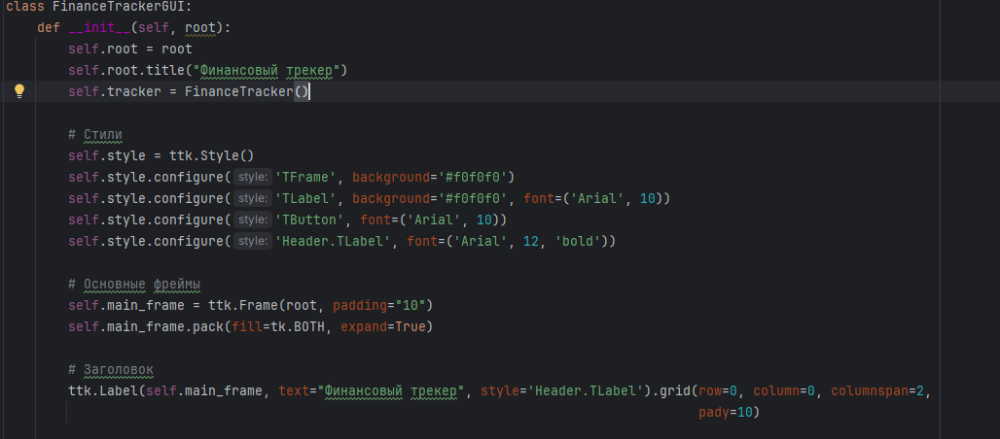 class FinanceTrackerGUI:
    def __init__(self, root):
        self.root = root
        self.root.title("Финансовый трекер")
        self.tracker = FinanceTracker()
        # Стили
        self.style = ttk.Style()
        self.style.configure( style: 'TFrame', background='#f0f0f0')
        self.style.configure( style: 'TLabel', background='#f0f0f0', font=('Arial', 10))
        self.style.configure( style: 'TButton', font=('Arial', 10))
        self.style.configure( style: 'Header.TLabel', font=('Arial', 12, 'bold'))
        # Основные фреймы
        self.main_frame = ttk.Frame(root, padding="10")
        self.main_frame.pack(fill=tk.BOTH, expand=True)
        # Заголовок
        ttk.Label(self.main_frame, text="Финансовый трекер", style='Header.TLabel').grid(row=0, column=0, columnspan=2,
                                                                                         pady=10)